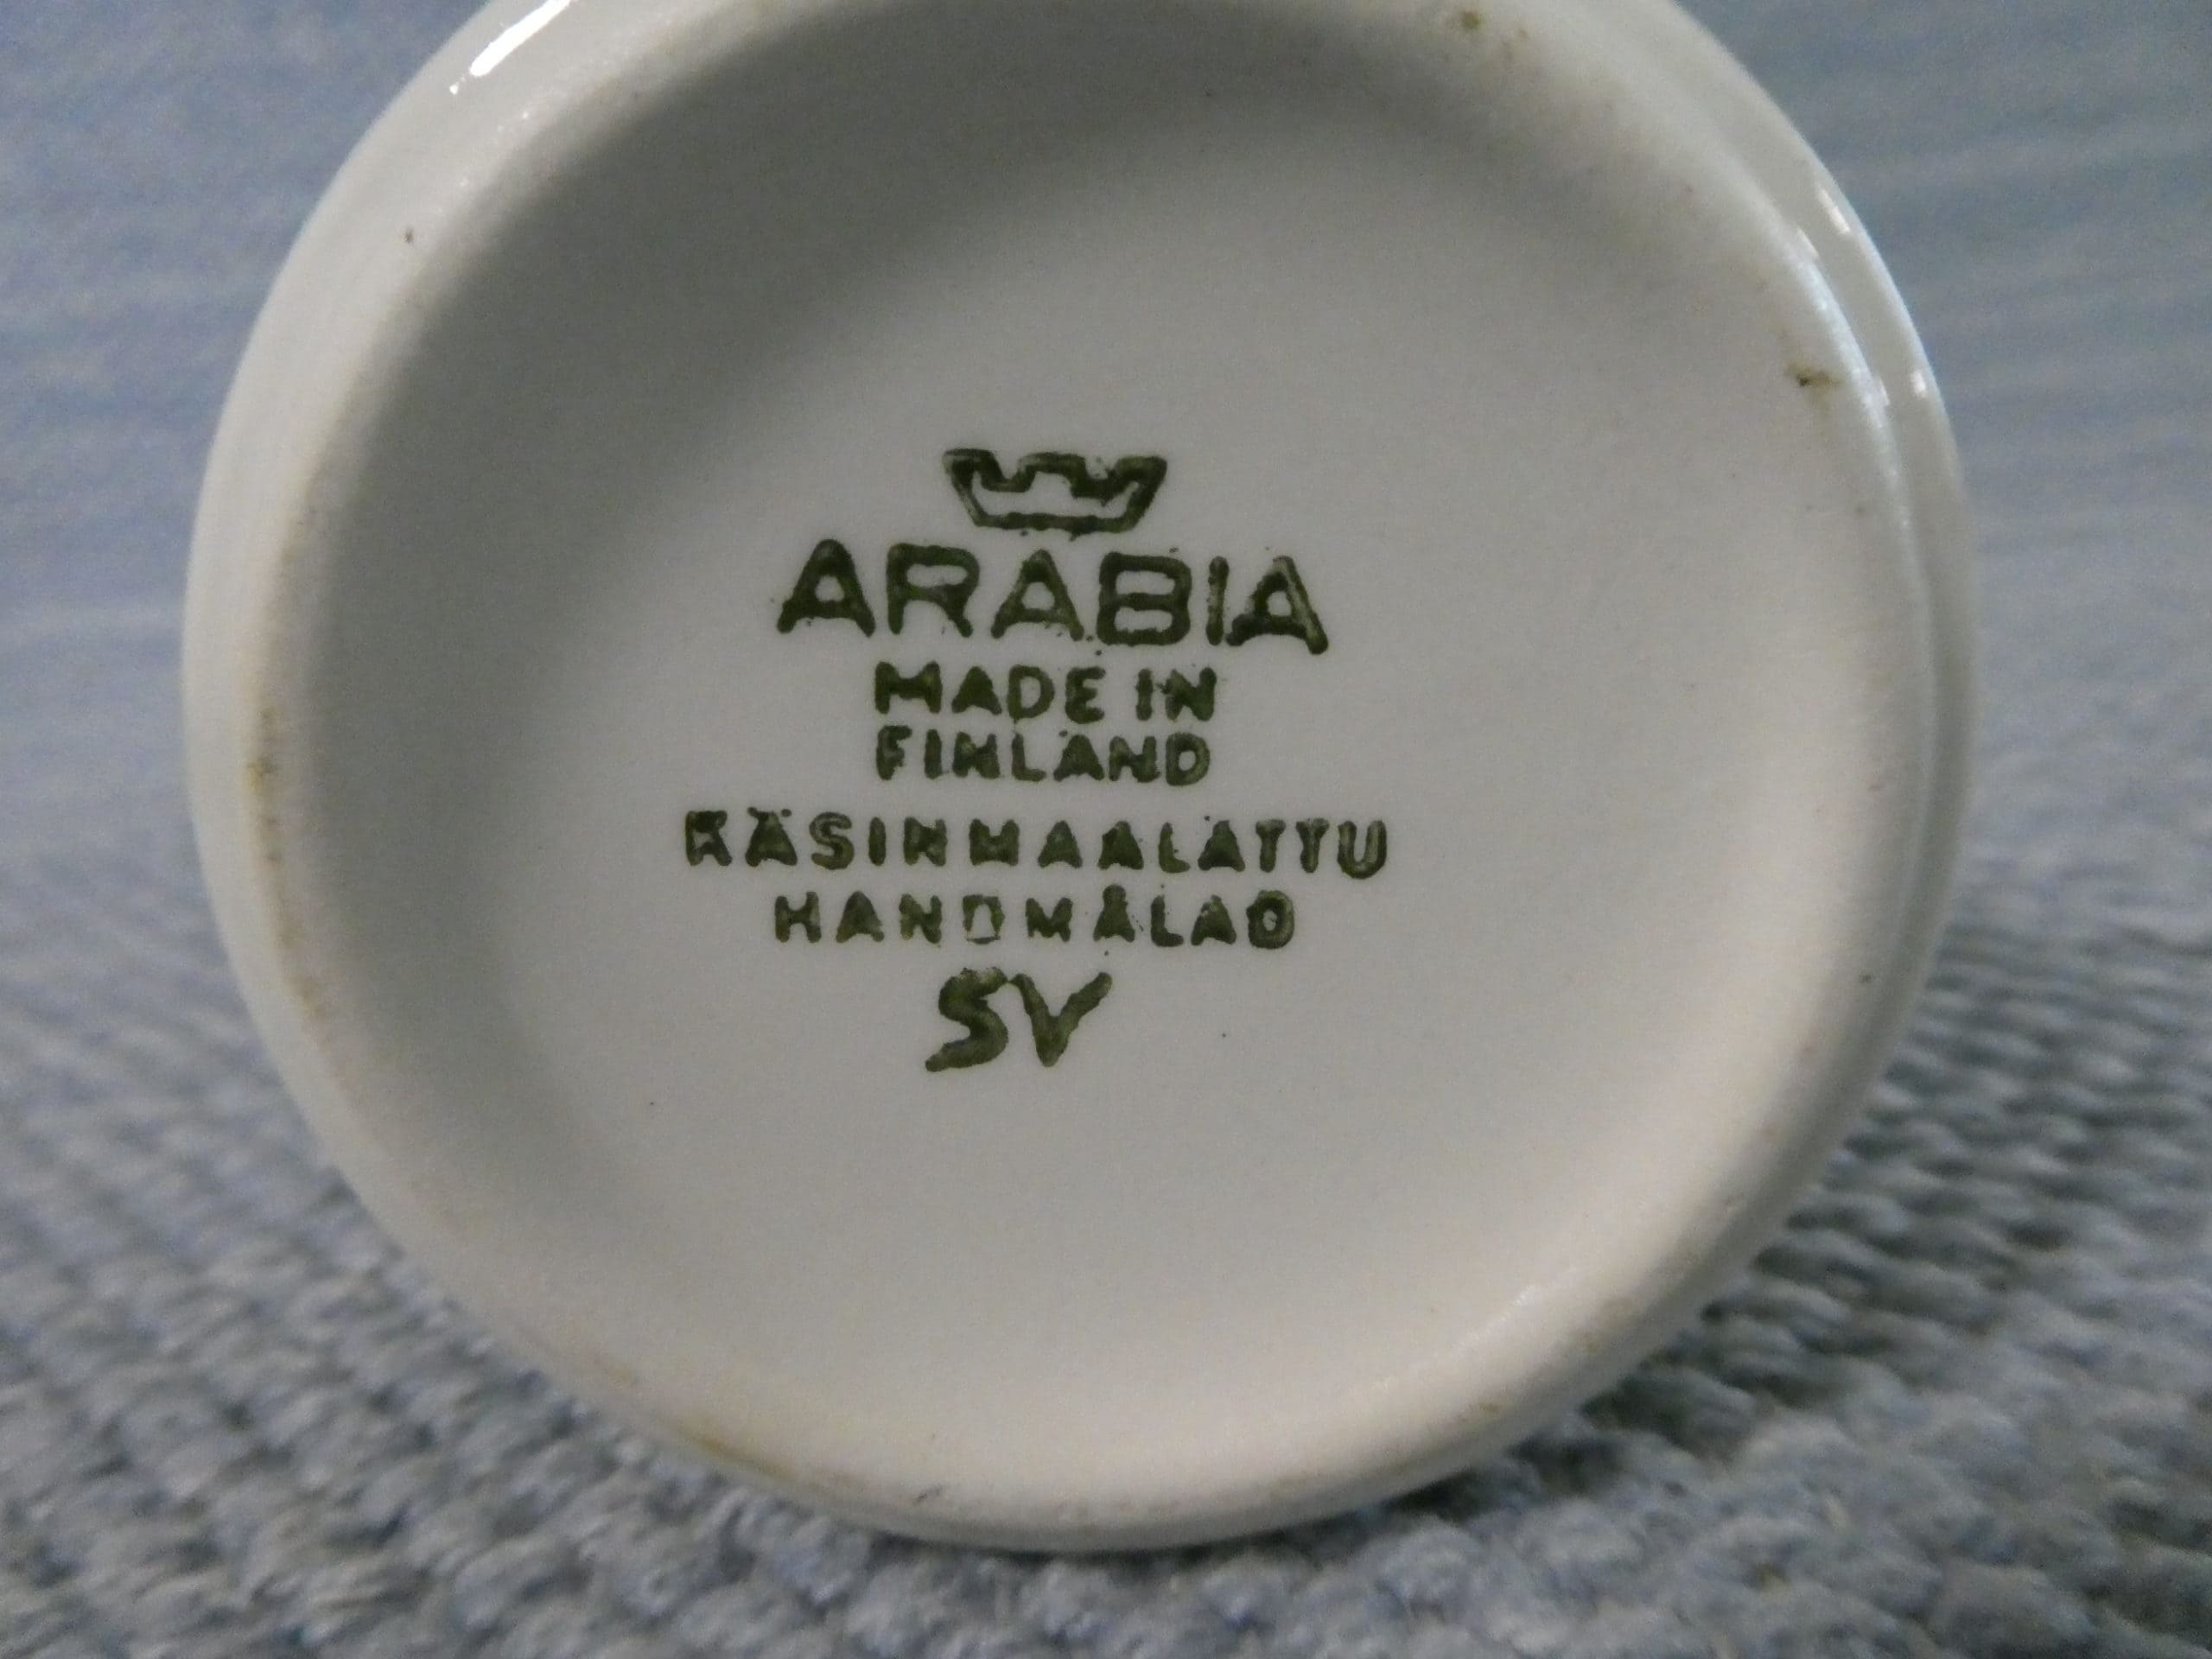 ARABIA
MADE IN
FINLAND
KÄSINMAALATTU
HANDMÅLAD
SV